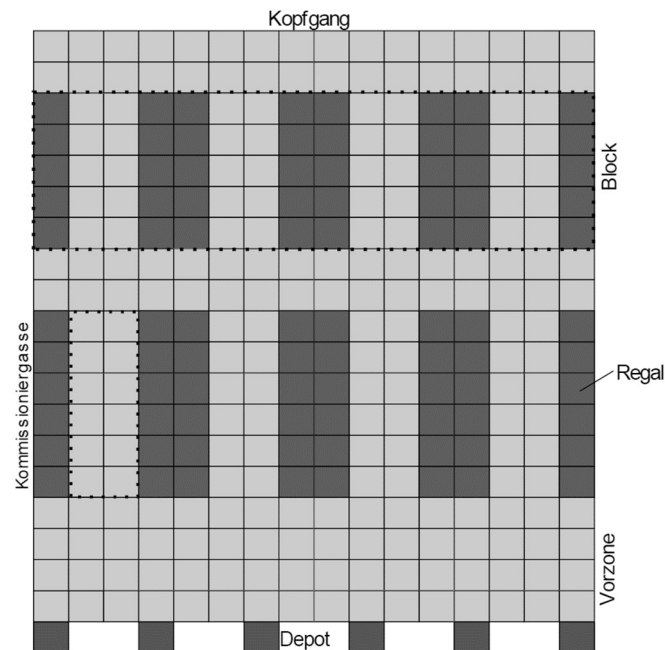 Kopfgang
Block
Kommissioniergasse
Regal
Vorzone
Depot